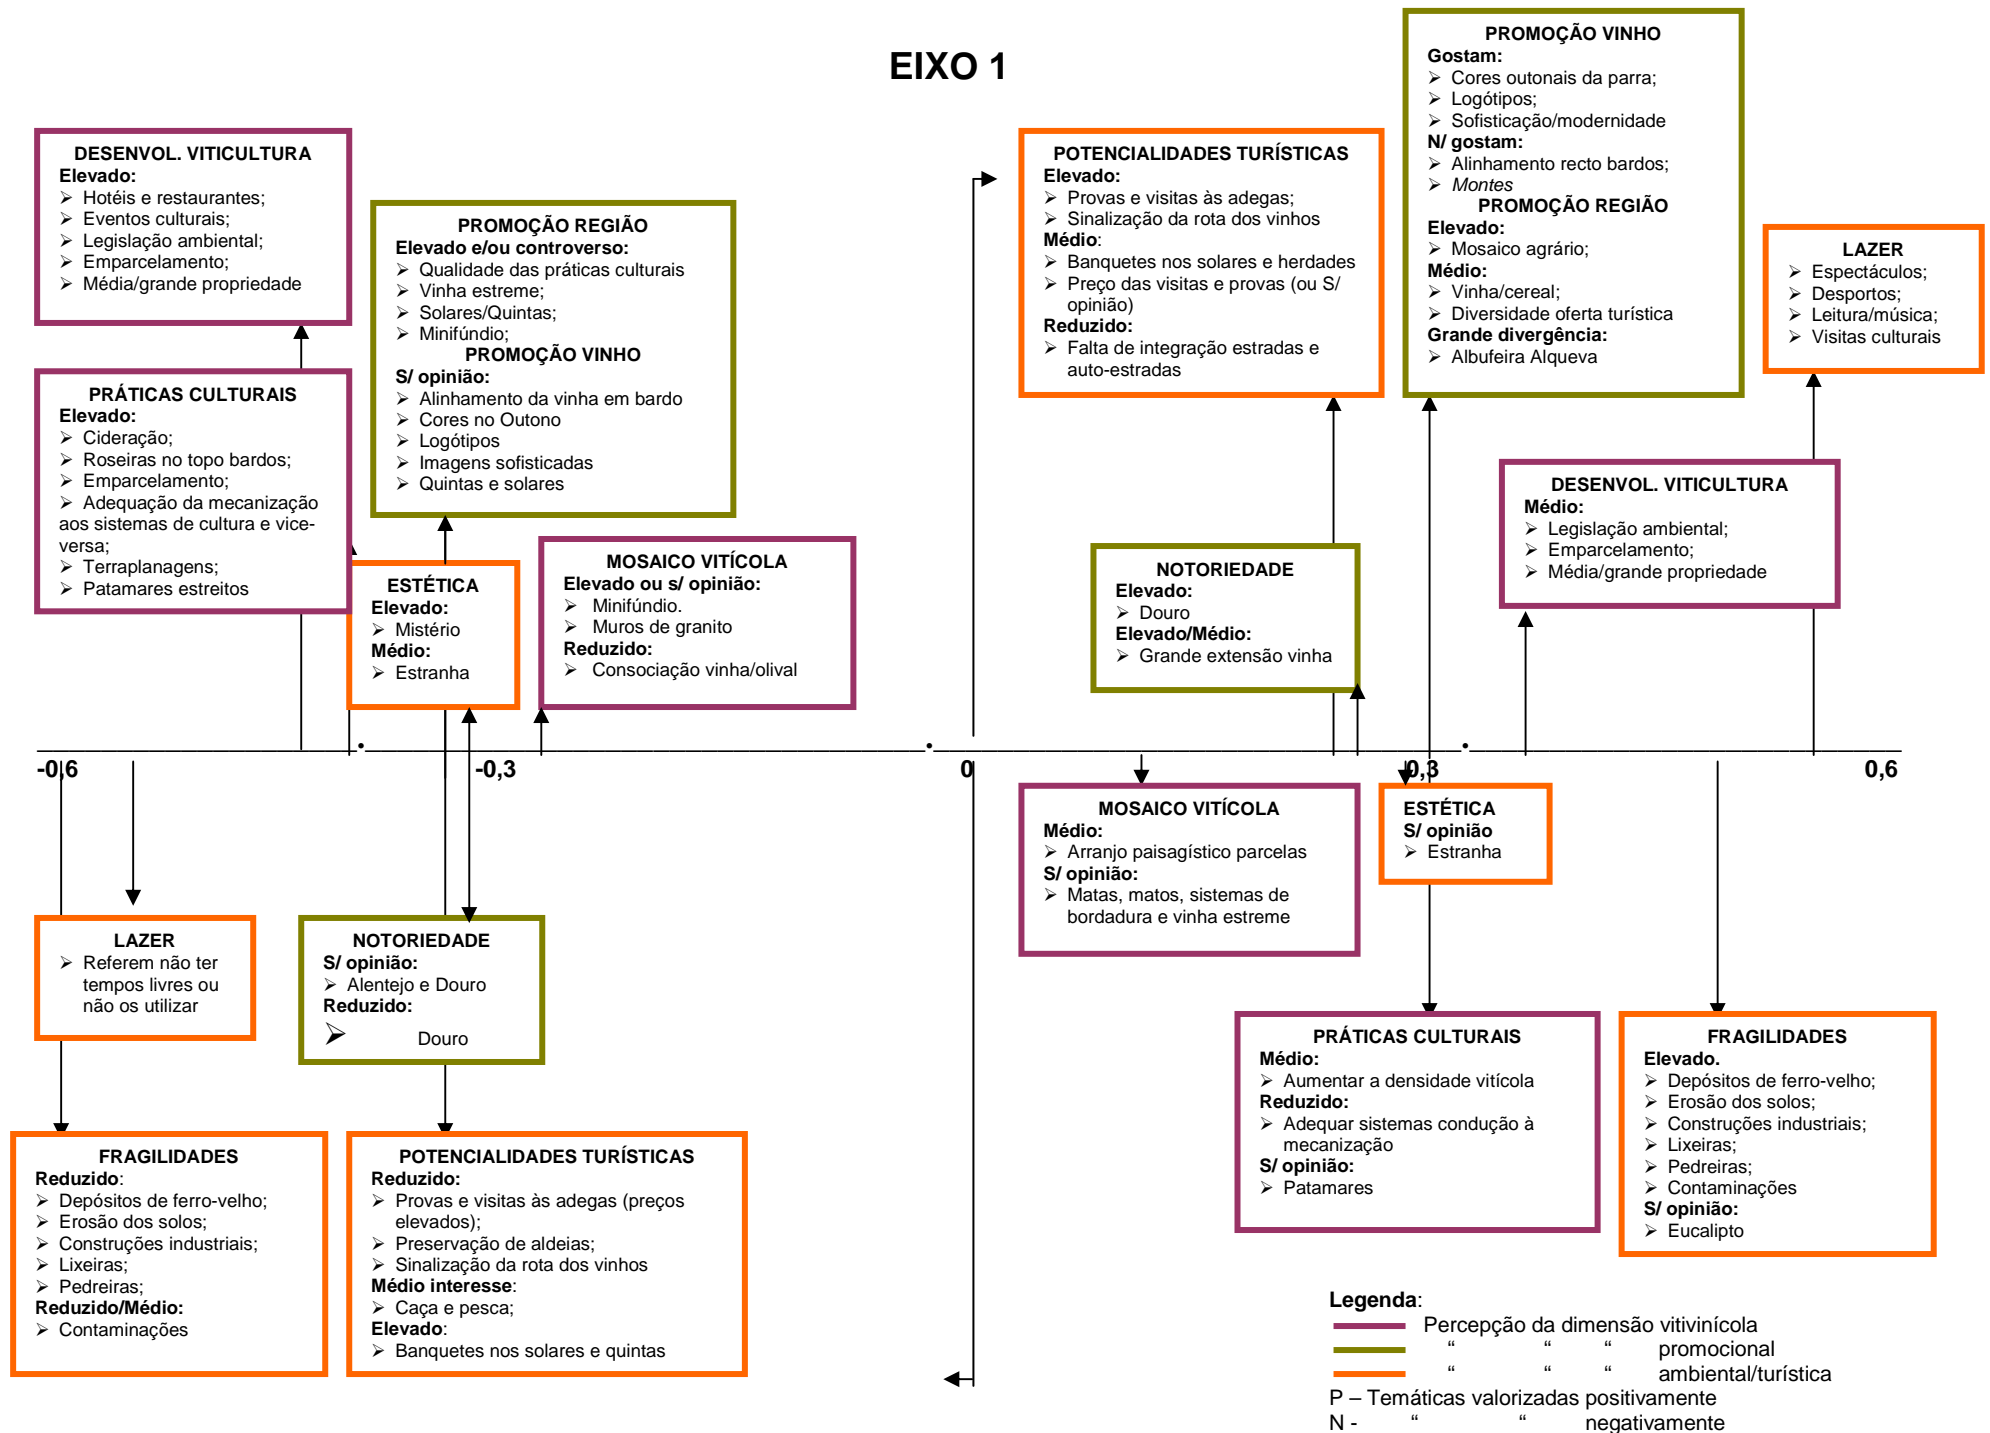 EIXO 1
DESENVOL. VITICULTURA
Elevado:
➢ Hotéis e restaurantes;
➢ Eventos culturais;
➢ Legislação ambiental;
➢ Emparcelamento;
➢ Média/grande propriedade
PRÁTICAS CULTURAIS
Elevado:
➢ Cideração;
➢ Roseiras no topo bardos;
➢ Emparcelamento;
➢ Adequação da mecanização
aos sistemas de cultura e vice-
versa;
➢ Terraplanagens;
➢ Patamares estreitos
PROMOÇÃO REGIÃO
Elevado e/ou controverso:
➢ Qualidade das práticas culturais
➢ Vinha estreme;
➢ Solares/Quintas;
➢ Minifúndio;
PROMOÇÃO VINHO
S/ opinião:
➢ Alinhamento da vinha em bardo
➢ Cores no Outono
➢ Logótipos
➢ Imagens sofisticadas
➢ Quintas e solares
ESTÉTICA
Elevado:
➢ Mistério
Médio:
➢ Estranha
MOSAICO VITÍCOLA
Elevado ou s/ opinião:
➢ Minifúndio.
➢ Muros de granito
Reduzido:
➢ Consociação vinha/olival
POTENCIALIDADES TURÍSTICAS
Elevado:
➢ Provas e visitas às adegas;
➢ Sinalização da rota dos vinhos
Médio:
➢ Banquetes nos solares e herdades
➢ Preço das visitas e provas (ou S/
opinião)
Reduzido:
➢ Falta de integração estradas e
auto-estradas
PROMOÇÃO VINHO
Gostam:
➢ Cores outonais da parra;
➢ Logótipos;
➢ Sofisticação/modernidade
N/ gostam:
➢ Alinhamento recto bardos;
➢ Montes
PROMOÇÃO REGIÃO
Elevado:
➢ Mosaico agrário;
Médio:
➢ Vinha/cereal;
➢ Diversidade oferta turística
Grande divergência:
➢ Albufeira Alqueva
LAZER
➢ Espectáculos;
➢ Desportos;
➢ Leitura/música;
➢ Visitas culturais
NOTORIEDADE
Elevado:
➢ Douro
Elevado/Médio:
➢ Grande extensão vinha
DESENVOL. VITICULTURA
Médio:
➢ Legislação ambiental;
➢ Emparcelamento;
➢ Média/grande propriedade
-0,6 -0,3 0 0,3 0,6
LAZER
➢ Referem não ter
tempos livres ou
não os utilizar
NOTORIEDADE
S/ opinião:
➢ Alentejo e Douro
Reduzido:
➢ Douro
FRAGILIDADES
Reduzido:
➢ Depósitos de ferro-velho;
➢ Erosão dos solos;
➢ Construções industriais;
➢ Lixeiras;
➢ Pedreiras;
Reduzido/Médio:
➢ Contaminações
POTENCIALIDADES TURÍSTICAS
Reduzido:
➢ Provas e visitas às adegas (preços
elevados);
➢ Preservação de aldeias;
➢ Sinalização da rota dos vinhos
Médio interesse:
➢ Caça e pesca;
Elevado:
➢ Banquetes nos solares e quintas
MOSAICO VITÍCOLA
Médio:
➢ Arranjo paisagístico parcelas
S/ opinião:
➢ Matas, matos, sistemas de
bordadura e vinha estreme
ESTÉTICA
S/ opinião
➢ Estranha
PRÁTICAS CULTURAIS
Médio:
➢ Aumentar a densidade vitícola
Reduzido:
➢ Adequar sistemas condução à
mecanização
S/ opinião:
➢ Patamares
FRAGILIDADES
Elevado.
➢ Depósitos de ferro-velho;
➢ Erosão dos solos;
➢ Construções industriais;
➢ Lixeiras;
➢ Pedreiras;
➢ Contaminações
S/ opinião:
➢ Eucalipto
Legenda:
Percepção da dimensão vitivinícola
“ “ “ promocional
“ “ “ ambiental/turística
P – Temáticas valorizadas positivamente
N - “ “ negativamente